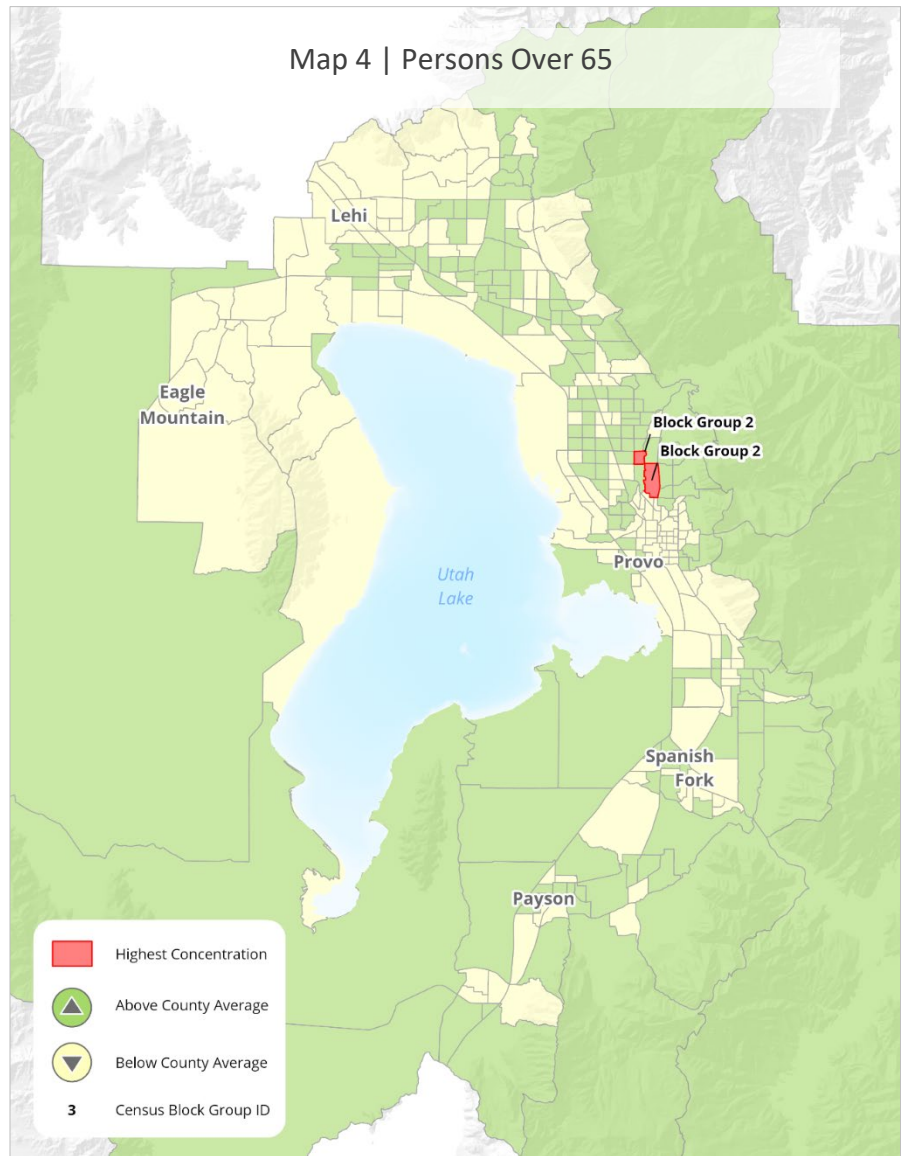 Map 4 | Persons Over 65
Lehi
Eagle
Mountain
Block Group 2
Block Group 2
Provo
Utah
Lake
Spanish
Fork
Payson
Highest Concentration
Above County Average
Below County Average
3 Census Block Group ID